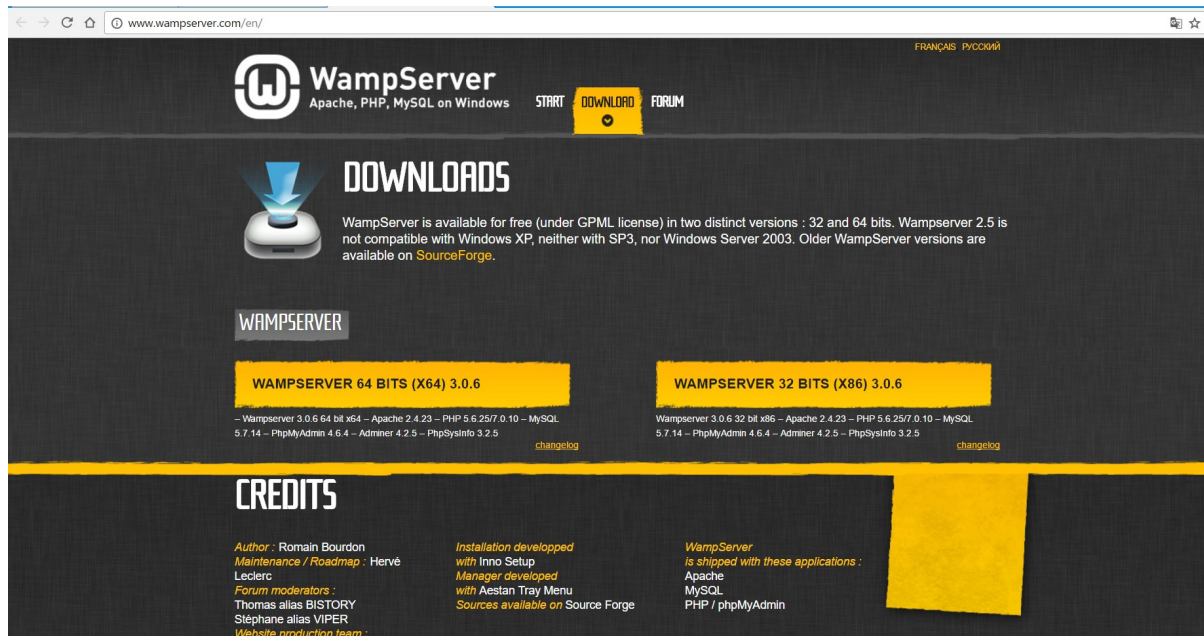 www.wampserver.com/en/
FRANÇAIS РУССКИЙ
WampServer
Apache, PHP, MySQL on Windows
START DOWNLOAD FORUM
DOWNLOADS
WampServer is available for free (under GPML license) in two distinct versions : 32 and 64 bits. Wampserver 2.5 is
not compatible with Windows XP, neither with SP3, nor Windows Server 2003. Older WampServer versions are
available on SourceForge.
WAMPSERVER
WAMPSERVER 64 BITS (X64) 3.0.6
– Wampserver 3.0.6 64 bit x64 – Apache 2.4.23 – PHP 5.6.25/7.0.10 – MySQL
5.7.14 – PhpMyAdmin 4.6.4 – Adminer 4.2.5 – PhpSysInfo 3.2.5
changelog
WAMPSERVER 32 BITS (X86) 3.0.6
Wampserver 3.0.6 32 bit x86 – Apache 2.4.23 – PHP 5.6.25/7.0.10 – MySQL
5.7.14 – PhpMyAdmin 4.6.4 – Adminer 4.2.5 – PhpSysInfo 3.2.5
changelog
CREDITS
Author : Romain Bourdon
Maintenance / Roadmap : Hervé
Leclerc
Forum moderators :
Thomas alias BISTORY
Stéphane alias VIPER
Website production team :
Installation developped
with Inno Setup
Manager developed
with Aestan Tray Menu
Sources available on Source Forge
WampServer
is shipped with these applications :
Apache
MySQL
PHP / phpMyAdmin